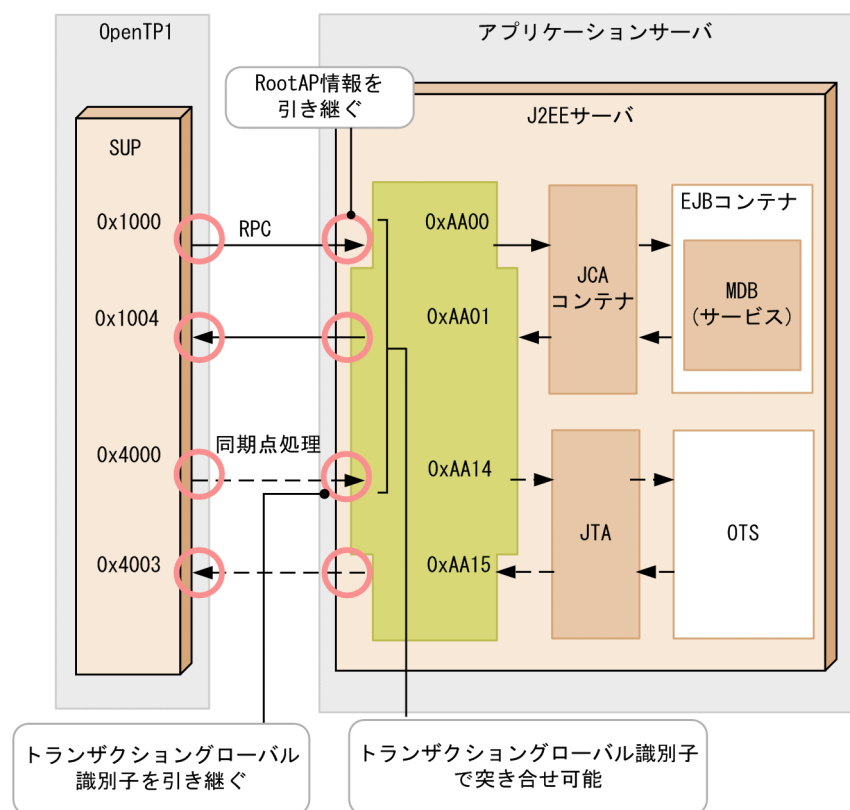 OpenTP1
アプリケーションサーバ
RootAP情報を
引き継ぐ
J2EEサーバ
SUP
0x1000
RPC
0xAA00
EJBコンテナ
JCA
コンテナ
MDB
(サービス)
0x1004
0xAA01
0x4000
同期点処理
0xAA14
JTA
OTS
0x4003
0xAA15
トランザクショングローバル
識別子を引き継ぐ
トランザクショングローバル識別子
で突き合せ可能